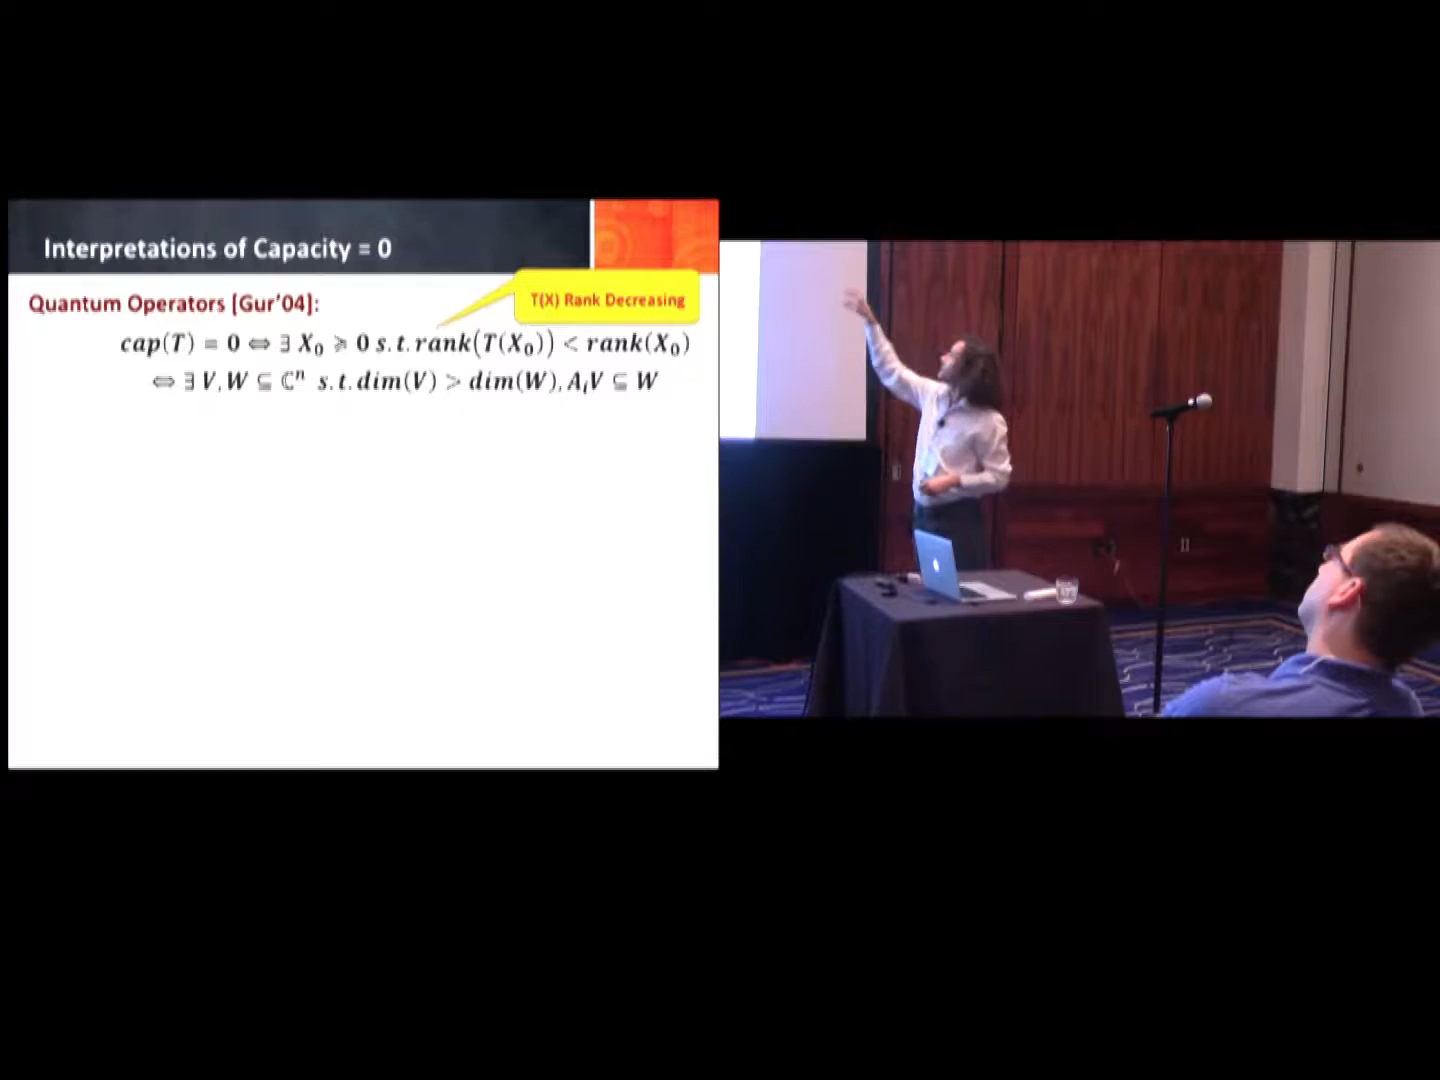 Interpretations of Capacity = 0
Quantum Operators [Gur'04]:
T(X) Rank Decreasing
cap(T) = 0 ⇔ ∃ X₀ ≽ 0 s.t. rank(T(X₀)) < rank(X₀)
⇔ ∃ V, W ⊆ ℂⁿ s.t. dim(V) > dim(W), AᵢV ⊆ W